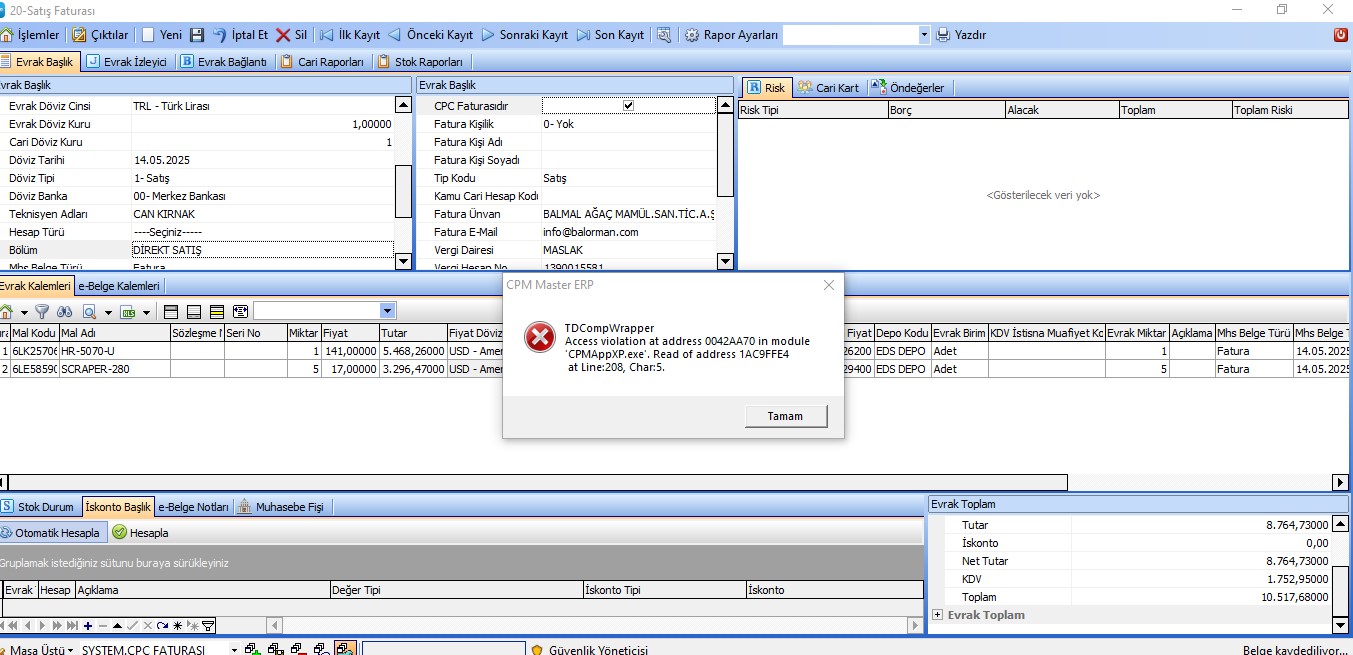 20-Satış Faturası
İşlemler Çıktılar Yeni İptal Et Sil İlk Kayıt Önceki Kayıt Sonraki Kayıt Son Kayıt Rapor Ayarları Yazdır
Evrak Başlık Evrak İzleyici Evrak Bağlantı Cari Raporları Stok Raporları
vrak Başlık
Evrak Döviz Cinsi TRL - Türk Lirası
Evrak Döviz Kuru 1,00000
Cari Döviz Kuru 1
Döviz Tarihi 14.05.2025
Döviz Tipi 1- Satış
Döviz Banka 00- Merkez Bankası
Teknisyen Adları CAN KIRNAK
Hesap Türü ----Seçiniz-----
Bölüm DİREKT SATIŞ
Mhs Belge Türü Fatura
Evrak Başlık
CPC Faturasıdır
Fatura Kişilik 0- Yok
Fatura Kişi Adı
Fatura Kişi Soyadı
Tip Kodu Satış
Kamu Cari Hesap Kodu
Fatura Ünvan BALMAL AĞAÇ MAMÜL.SAN.TİC.A.Ş
Fatura E-Mail info@balorman.com
Vergi Dairesi MASLAK
Vergi Hesap No 1390015581
Risk Cari Kart Öndeğerler
Risk Tipi Borç Alacak Toplam Toplam Riski
<Gösterilecek veri yok>
Evrak Kalemleri e-Belge Kalemleri
Mal Kodu Mal Adı Sözleşme N Seri No Miktar Fiyat Tutar Fiyat Döviz Fiyat Depo Kodu Evrak Birim KDV İstisna Muafiyet Kc Evrak Miktar Açıklama Mhs Belge Türü Mhs Belge T
1 6LK25706 HR-5070-U 1 141,00000 5.468,26000 USD - Amer 26200 EDS DEPO Adet 1 Fatura 14.05.2025
2 6LE58590 SCRAPER-280 5 17,00000 3.296,47000 USD - Amer 29400 EDS DEPO Adet 5 Fatura 14.05.2025
CPM Master ERP
TDCompWrapper
Access violation at address 0042AA70 in module
'CPMAppXP.exe'. Read of address 1AC9FFE4
at Line:208, Char:5.
Tamam
Stok Durum İskonto Başlık e-Belge Notları Muhasebe Fişi
Otomatik Hesapla Hesapla
Gruplamak istediğiniz sütunu buraya sürükleyiniz
Evrak Hesap Açıklama Değer Tipi İskonto Tipi İskonto
Evrak Toplam
Tutar 8.764,73000
İskonto 0,00
Net Tutar 8.764,73000
KDV 1.752,95000
Toplam 10.517,68000
Evrak Toplam
Masa Üstü SYSTEM.CPC FATURASI Güvenlik Yöneticisi Belge kaydediliyor...